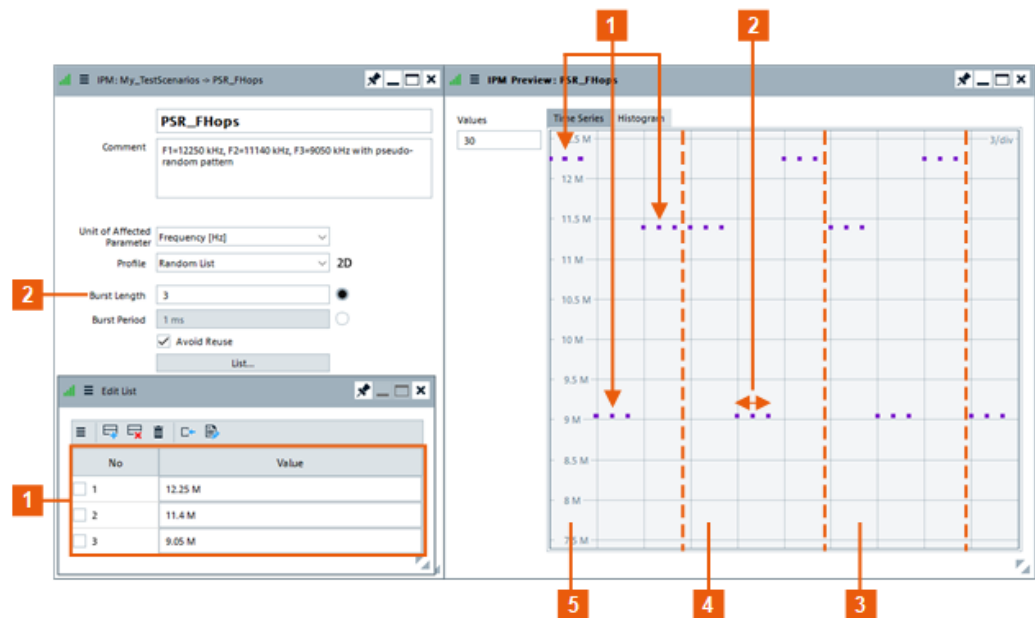 1
2
IPM: My_TestScenarios -> PSR_FHops
IPM Preview: PSR_FHops
PSR_FHops
Comment
F1=12250 kHz, F2=11140 kHz, F3=9050 kHz with pseudo-
random pattern
Unit of Affected
Parameter
Frequency [Hz]
Profile
Random List
2D
2
Burst Length
3
Burst Period
1 ms
Avoid Reuse
List...
Edit List
No
Value
1
1
12.25 M
2
11.4 M
3
9.05 M
Values
30
Time Series
Histogram
3/div
12 M
11.5 M
11 M
10.5 M
10 M
9.5 M
9 M
8.5 M
8 M
1
2
5
4
3